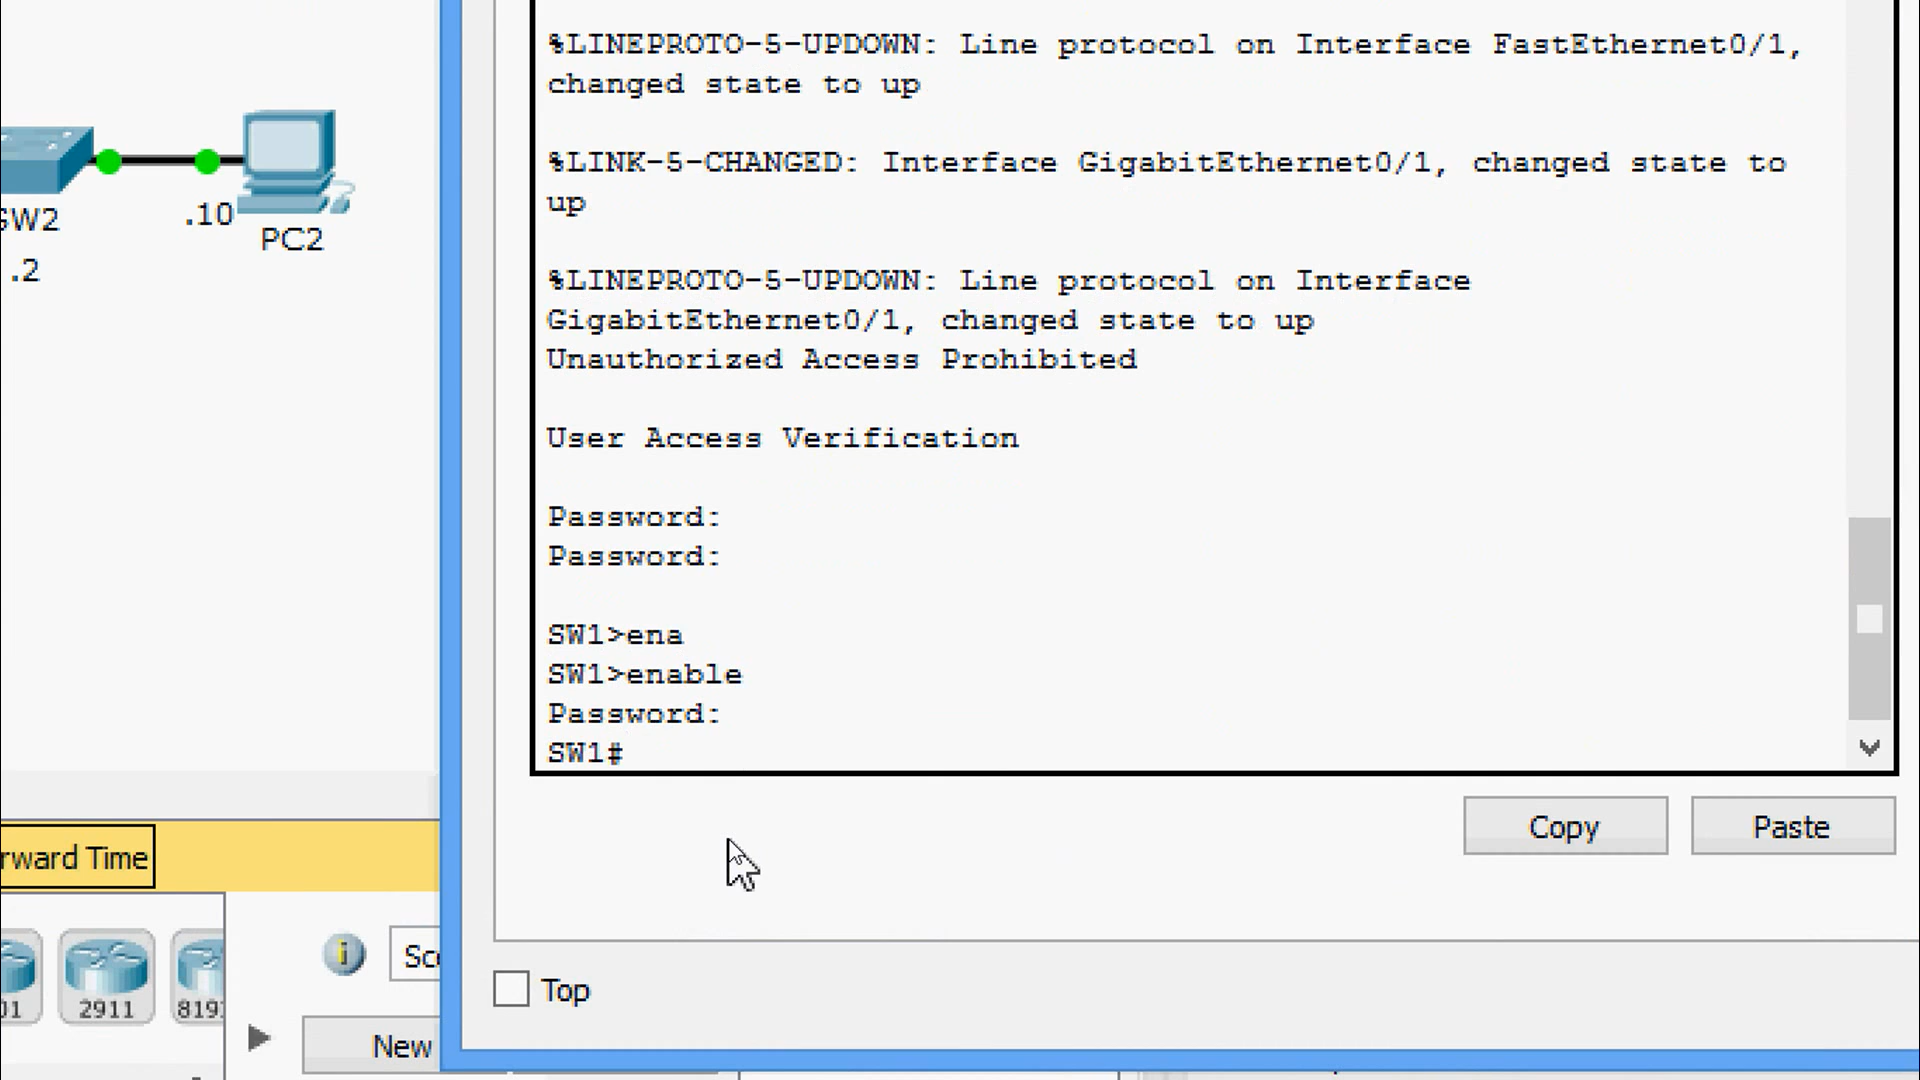 %LINEPROTO-5-UPDOWN: Line protocol on Interface FastEthernet0/1,
changed state to up
%LINK-5-CHANGED: Interface GigabitEthernet0/1, changed state to
up
%LINEPROTO-5-UPDOWN: Line protocol on Interface
GigabitEthernet0/1, changed state to up
Unauthorized Access Prohibited
User Access Verification
Password:
Password:
SW1>ena
SW1>enable
Password:
SW1#
SW2
.2
.10
PC2
Copy
Paste
Top
rward Time
01
2911
819
i
Sc
New